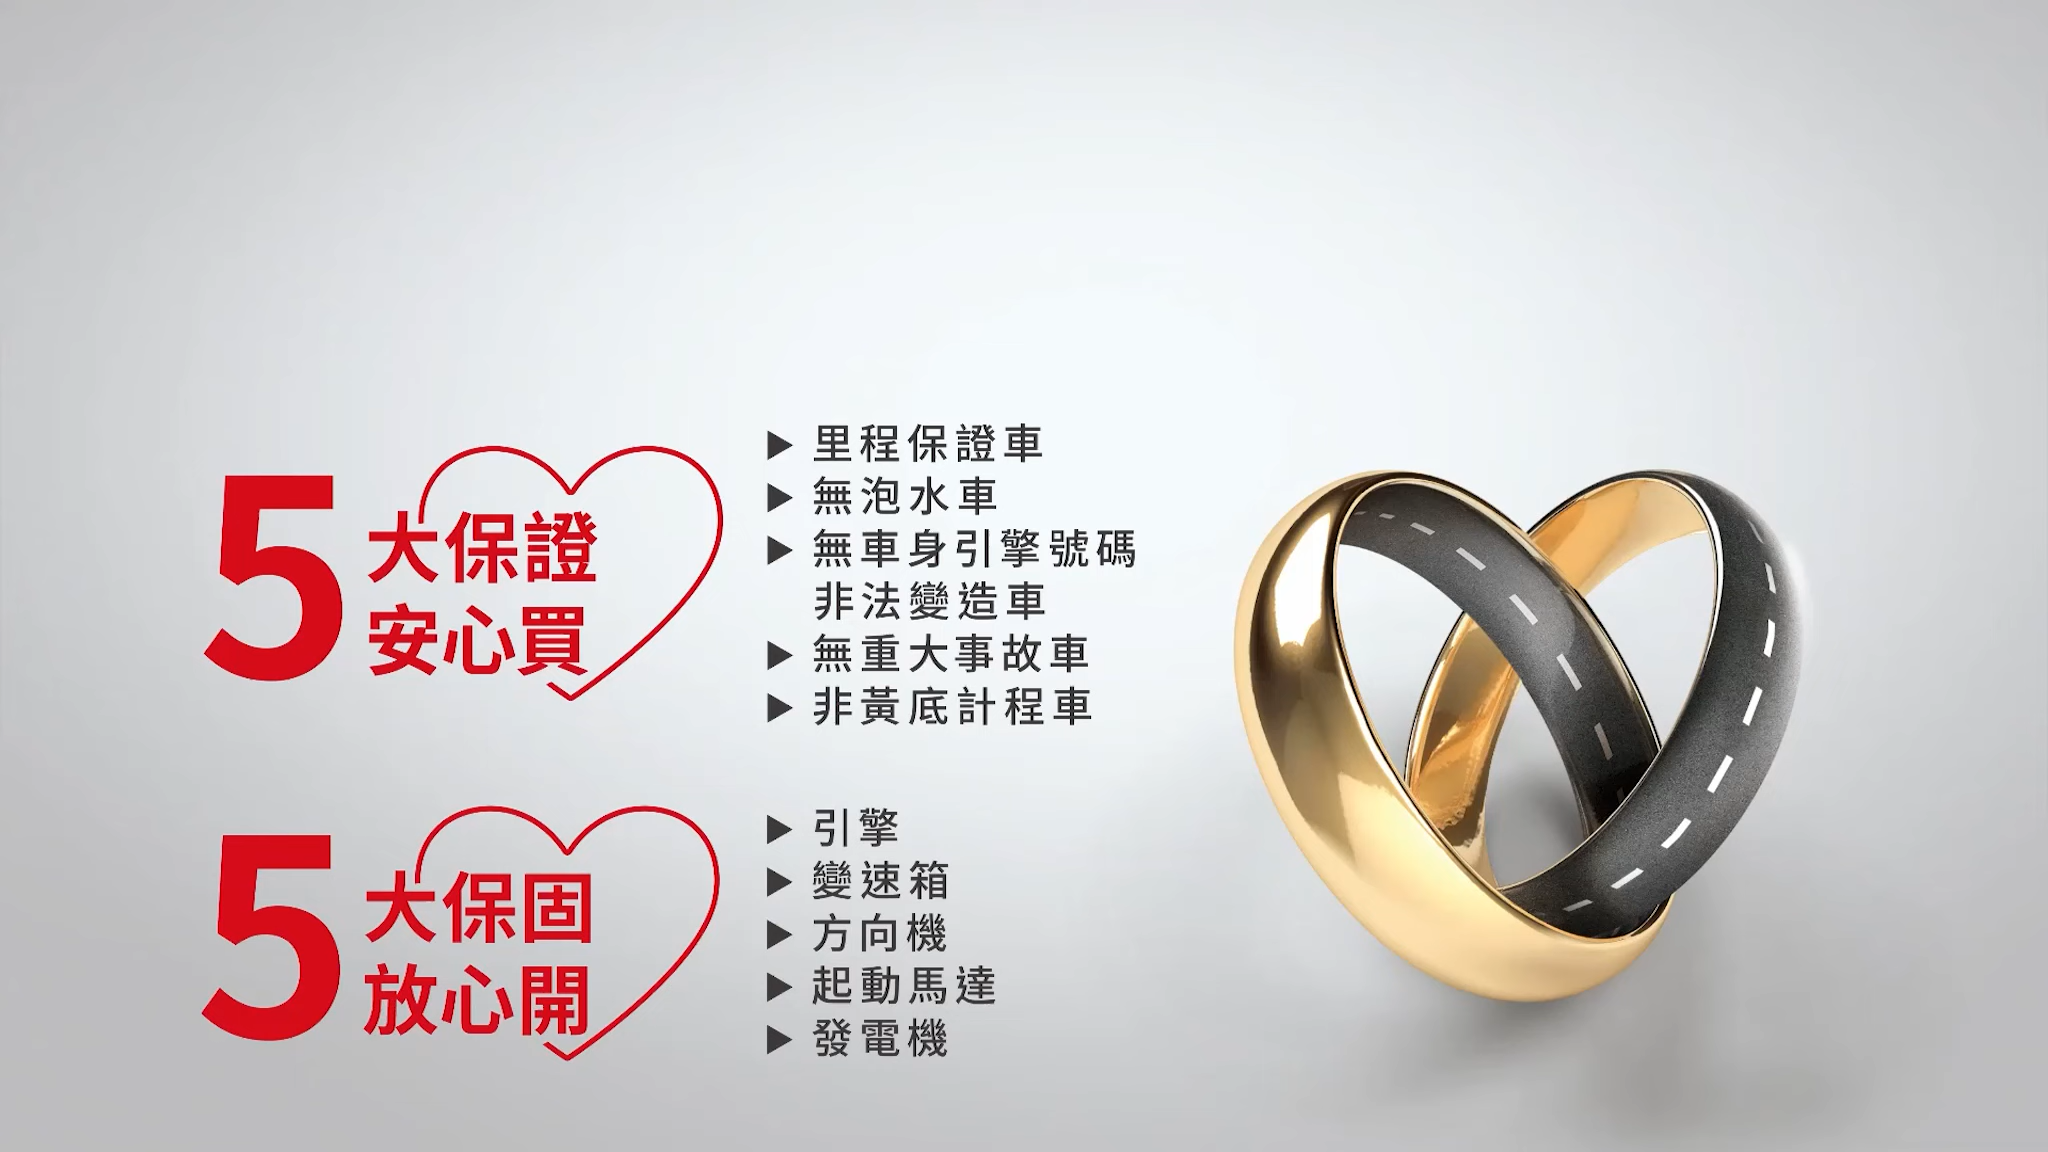 5大保證
安心買
▶ 里程保證車
▶ 無泡水車
▶ 無車身引擎號碼
非法變造車
▶ 無重大事故車
▶ 非黃底計程車
5大保固
放心開
▶ 引擎
▶ 變速箱
▶ 方向機
▶ 起動馬達
▶ 發電機